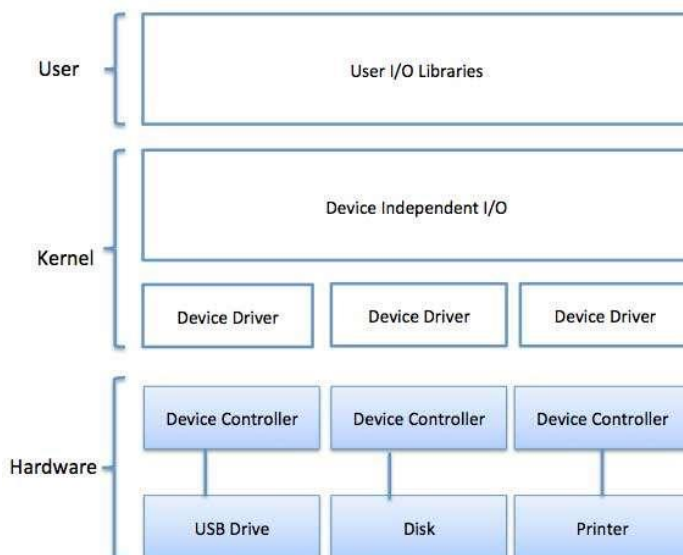 User
User I/O Libraries
Kernel
Device Independent I/O
Device Driver
Device Driver
Device Driver
Hardware
Device Controller
Device Controller
Device Controller
USB Drive
Disk
Printer